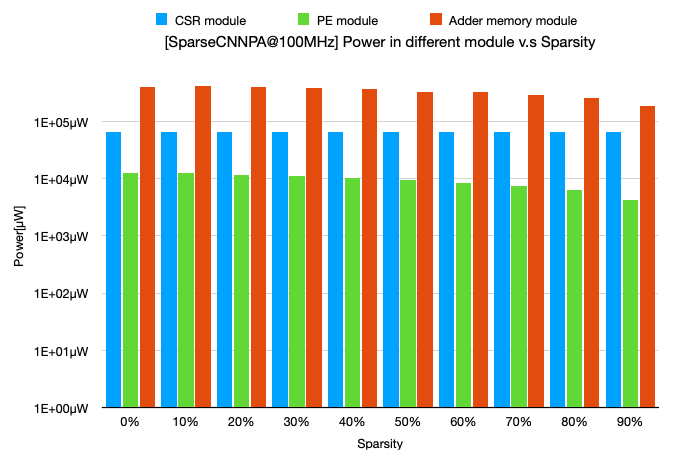 CSR module PE module Adder memory module
[SparseCNNPA@100MHz] Power in different module v.s Sparsity
Power[µW]
1E+05µW
1E+04µW
1E+03µW
1E+02µW
1E+01µW
1E+00µW
0% 10% 20% 30% 40% 50% 60% 70% 80% 90%
Sparsity